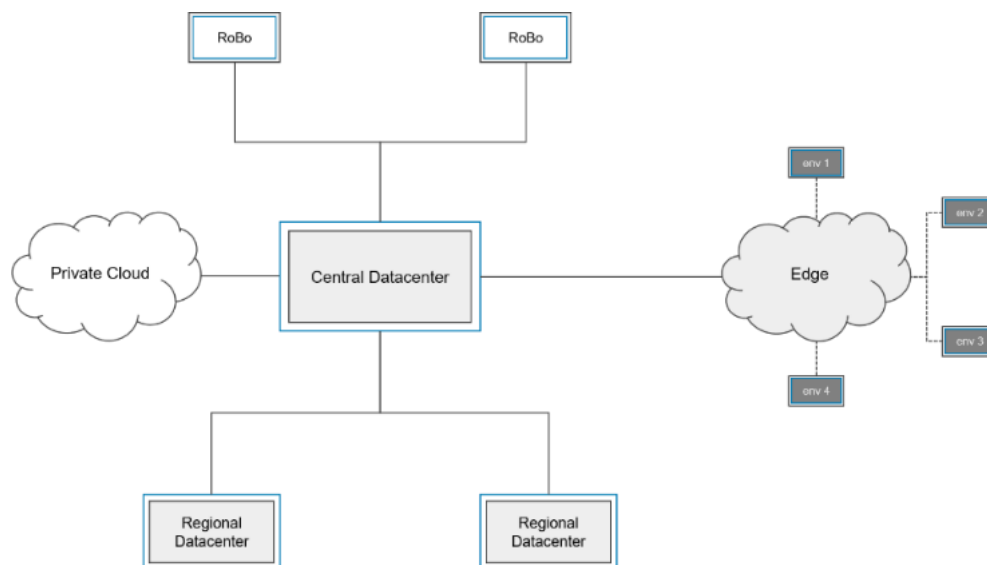 RoBo
RoBo
env 1
env 2
Private Cloud
Central Datacenter
Edge
env 3
env 4
Regional
Datacenter
Regional
Datacenter